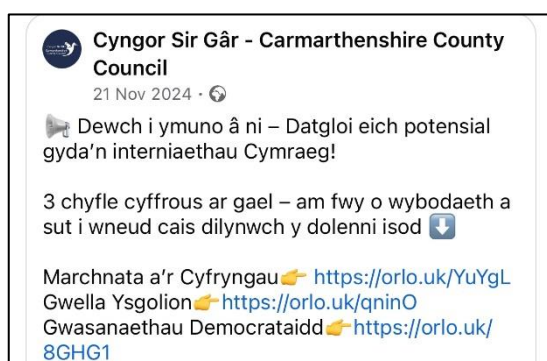 Cyngor Sir Gâr - Carmarthenshire County
Council
21 Nov 2024 ·
Dewch i ymuno â ni – Datgloi eich potensial
gyda'n interniaethau Cymraeg!
3 chyfle cyffrous ar gael – am fwy o wybodaeth a
sut i wneud cais dilynwch y dolenni isod ⬇️
Marchnata a'r Cyfryngau👉 https://orlo.uk/YuYgL
Gwella Ysgolion👉https://orlo.uk/qninO
Gwasanaethau Democrataidd👉https://orlo.uk/
8GHG1